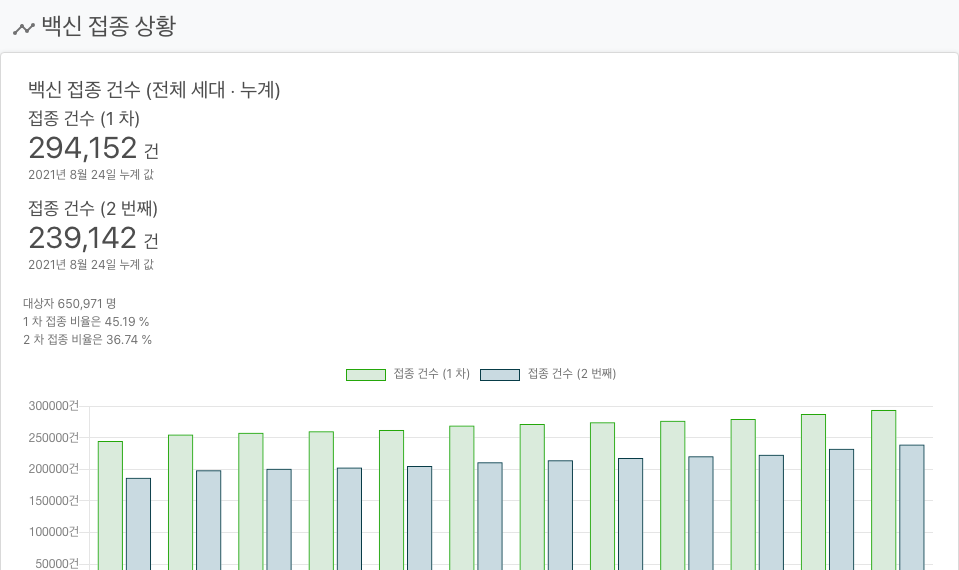 백신 접종 상황
백신 접종 건수 (전체 세대 · 누계)
접종 건수 (1 차)
294,152 건
2021년 8월 24일 누계 값
접종 건수 (2 번째)
239,142 건
2021년 8월 24일 누계 값
대상자 650,971 명
1 차 접종 비율은 45.19 %
2 차 접종 비율은 36.74 %
접종 건수 (1 차) 접종 건수 (2 번째)
300000건
250000건
200000건
150000건
100000건
50000건